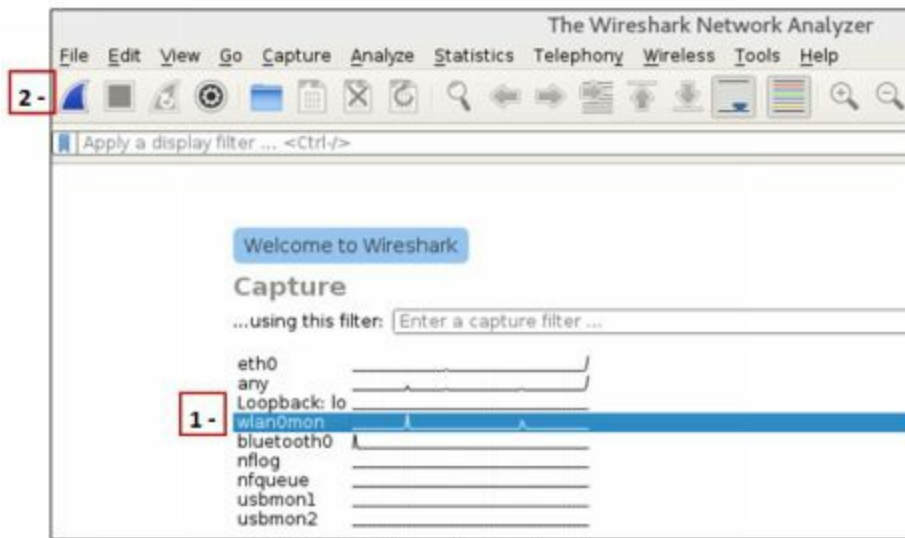 The Wireshark Network Analyzer
File Edit View Go Capture Analyze Statistics Telephony Wireless Tools Help
2 -
Apply a display filter ... <Ctrl-/>
Welcome to Wireshark
Capture
...using this filter: Enter a capture filter ...
eth0
any
Loopback: lo
1 - wlan0mon
bluetooth0
nflog
nfqueue
usbmon1
usbmon2